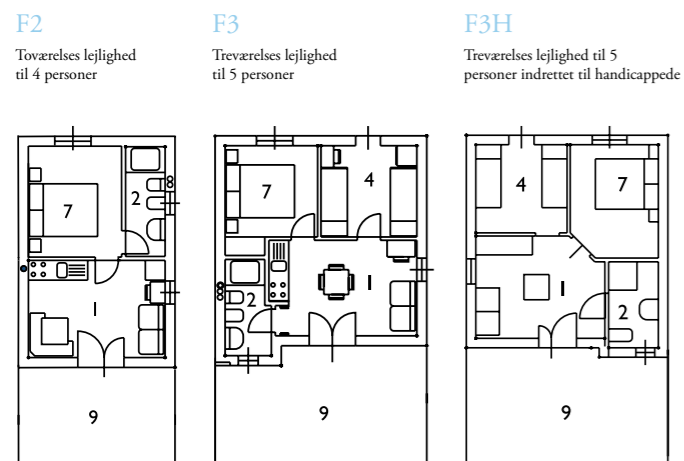 F2
Toværelses lejlighed
til 4 personer
F3
Treværelses lejlighed
til 5 personer
F3H
Treværelses lejlighed til 5
personer indrettet til handicappede
7
2
1
9
7
4
2
1
9
4
7
1
2
9